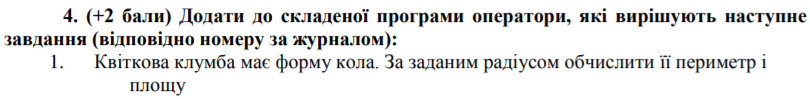 4. (+2 бали) Додати до складеної програми оператори, які вирішують наступне
завдання (відповідно номеру за журналом):
1. Квіткова клумба має форму кола. За заданим радіусом обчислити її периметр і
площу